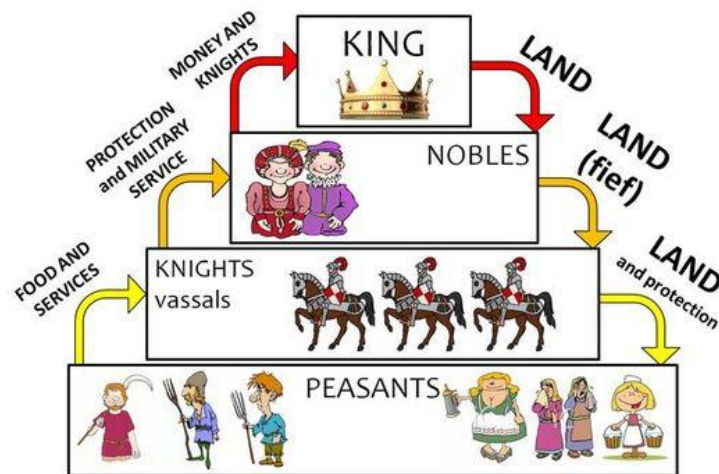 KING
MONEY AND
KNIGHTS
LAND
NOBLES
PROTECTION
and MILITARY
SERVICE
LAND
(fief)
KNIGHTS
vassals
FOOD AND
SERVICES
LAND
and protection
PEASANTS